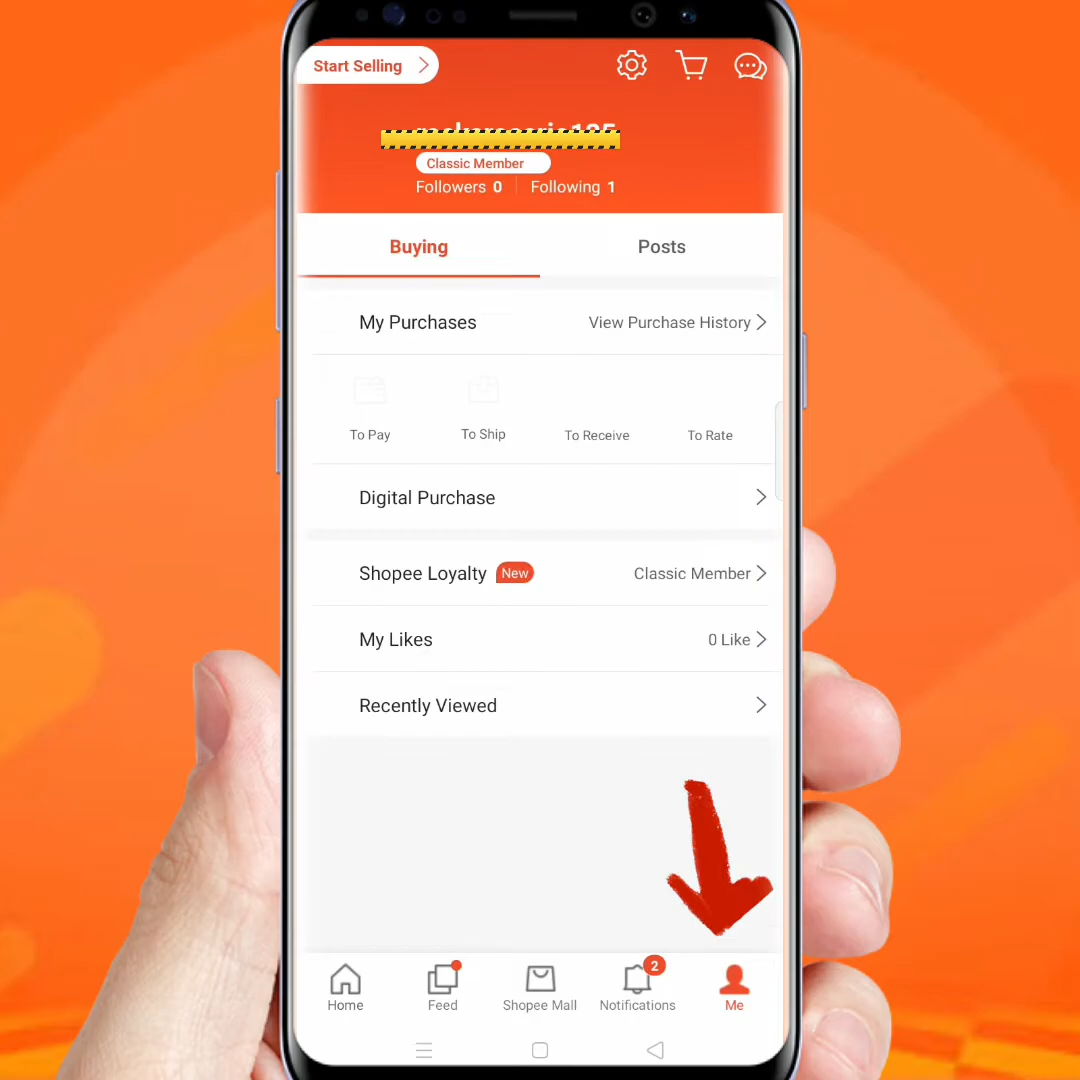 Start Selling
Classic Member
Followers 0 Following 1
Buying Posts
My Purchases View Purchase History
To Pay To Ship To Receive To Rate
Digital Purchase
Shopee Loyalty New Classic Member
My Likes 0 Like
Recently Viewed
2
Home Feed Shopee Mall Notifications Me